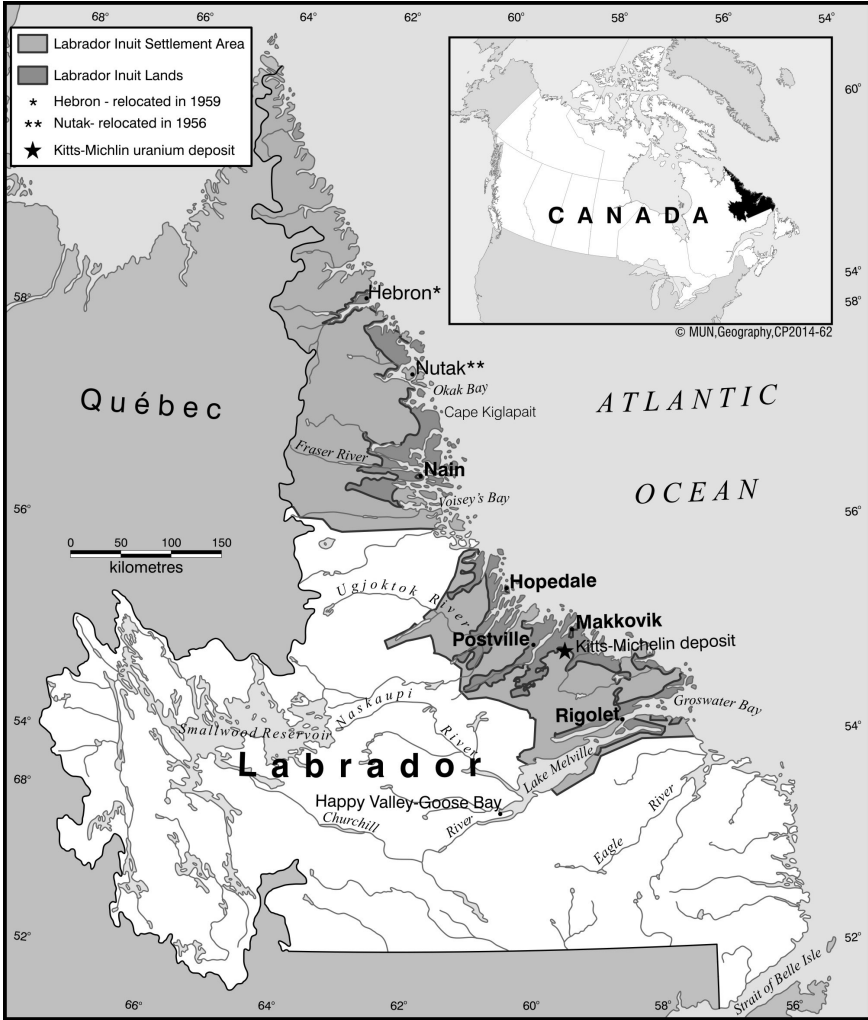 68°
66°
64°
62°
60°
58°
56°
54°
Labrador Inuit Settlement Area
Labrador Inuit Lands
* Hebron - relocated in 1959
** Nutak- relocated in 1956
★ Kitts-Michlin uranium deposit
CANADA
© MUN,Geography,CP2014-62
60°
54°
58°
58°
Hebron*
Nutak**
Okak Bay
Cape Kiglapait
Québec
ATLANTIC
OCEAN
Fraser River
Nain
Voisey's Bay
56°
56°
0 50 100 150
kilometres
Ugjoktok River
Hopedale
Makkovik
Postville
Kitts-Michelin deposit
Naskaupi
River
Rigolet
Groswater Bay
54°
54°
Smallwood Reservoir
Labrador
68°
Lake Melville
Happy Valley-Goose Bay
Churchill
River
Eagle
River
52°
52°
Strait of Belle Isle
66°
64°
62°
60°
58°
56°